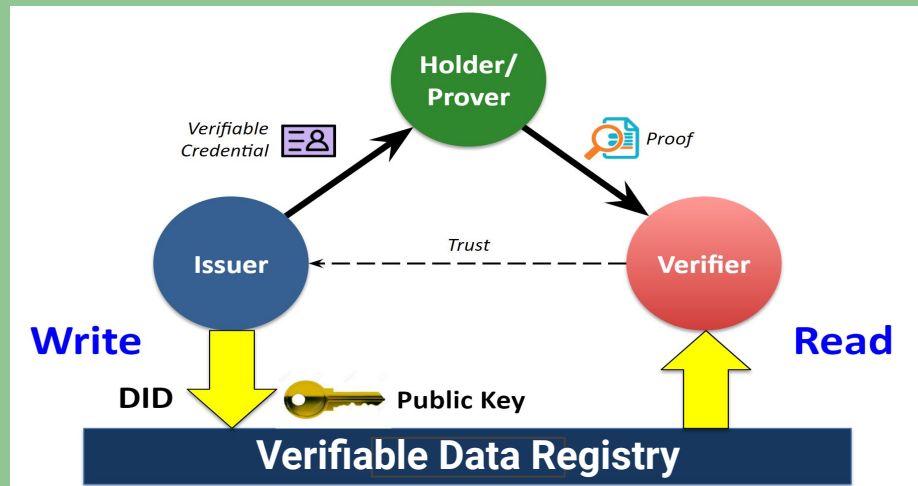 Holder/
Prover
Verifiable
Credential
Proof
Issuer
Trust
Verifier
Write
Read
DID
Public Key
Verifiable Data Registry